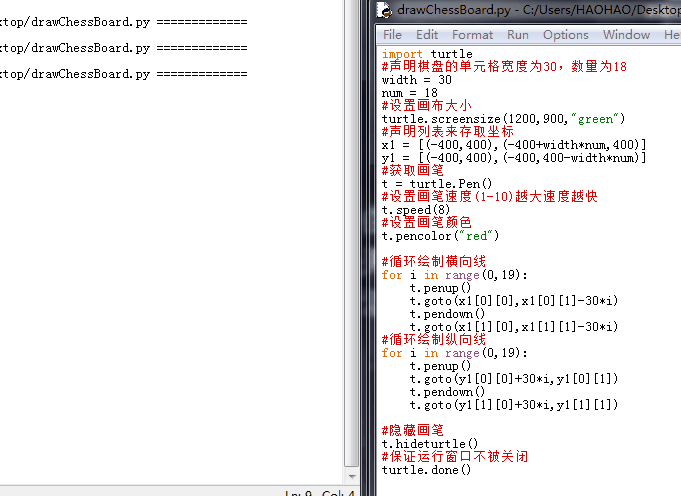 ktop/drawChessBoard.py =============
ktop/drawChessBoard.py =============
ktop/drawChessBoard.py =============
Ln: 9 Col: 4
drawChessBoard.py - C:/Users/HAOHAO/Desktop
File Edit Format Run Options Window He
import turtle
#声明棋盘的单元格宽度为30，数量为18
width = 30
num = 18
#设置画布大小
turtle.screensize(1200,900,"green")
#声明列表来存取坐标
x1 = [(-400,400),(-400+width*num,400)]
y1 = [(-400,400),(-400,400-width*num)]
#获取画笔
t = turtle.Pen()
#设置画笔速度(1-10)越大速度越快
t.speed(8)
#设置画笔颜色
t.pencolor("red")
#循环绘制横向线
for i in range(0,19):
    t.penup()
    t.goto(x1[0][0],x1[0][1]-30*i)
    t.pendown()
    t.goto(x1[1][0],x1[1][1]-30*i)
#循环绘制纵向线
for i in range(0,19):
    t.penup()
    t.goto(y1[0][0]+30*i,y1[0][1])
    t.pendown()
    t.goto(y1[1][0]+30*i,y1[1][1])
#隐藏画笔
t.hideturtle()
#保证运行窗口不被关闭
turtle.done()